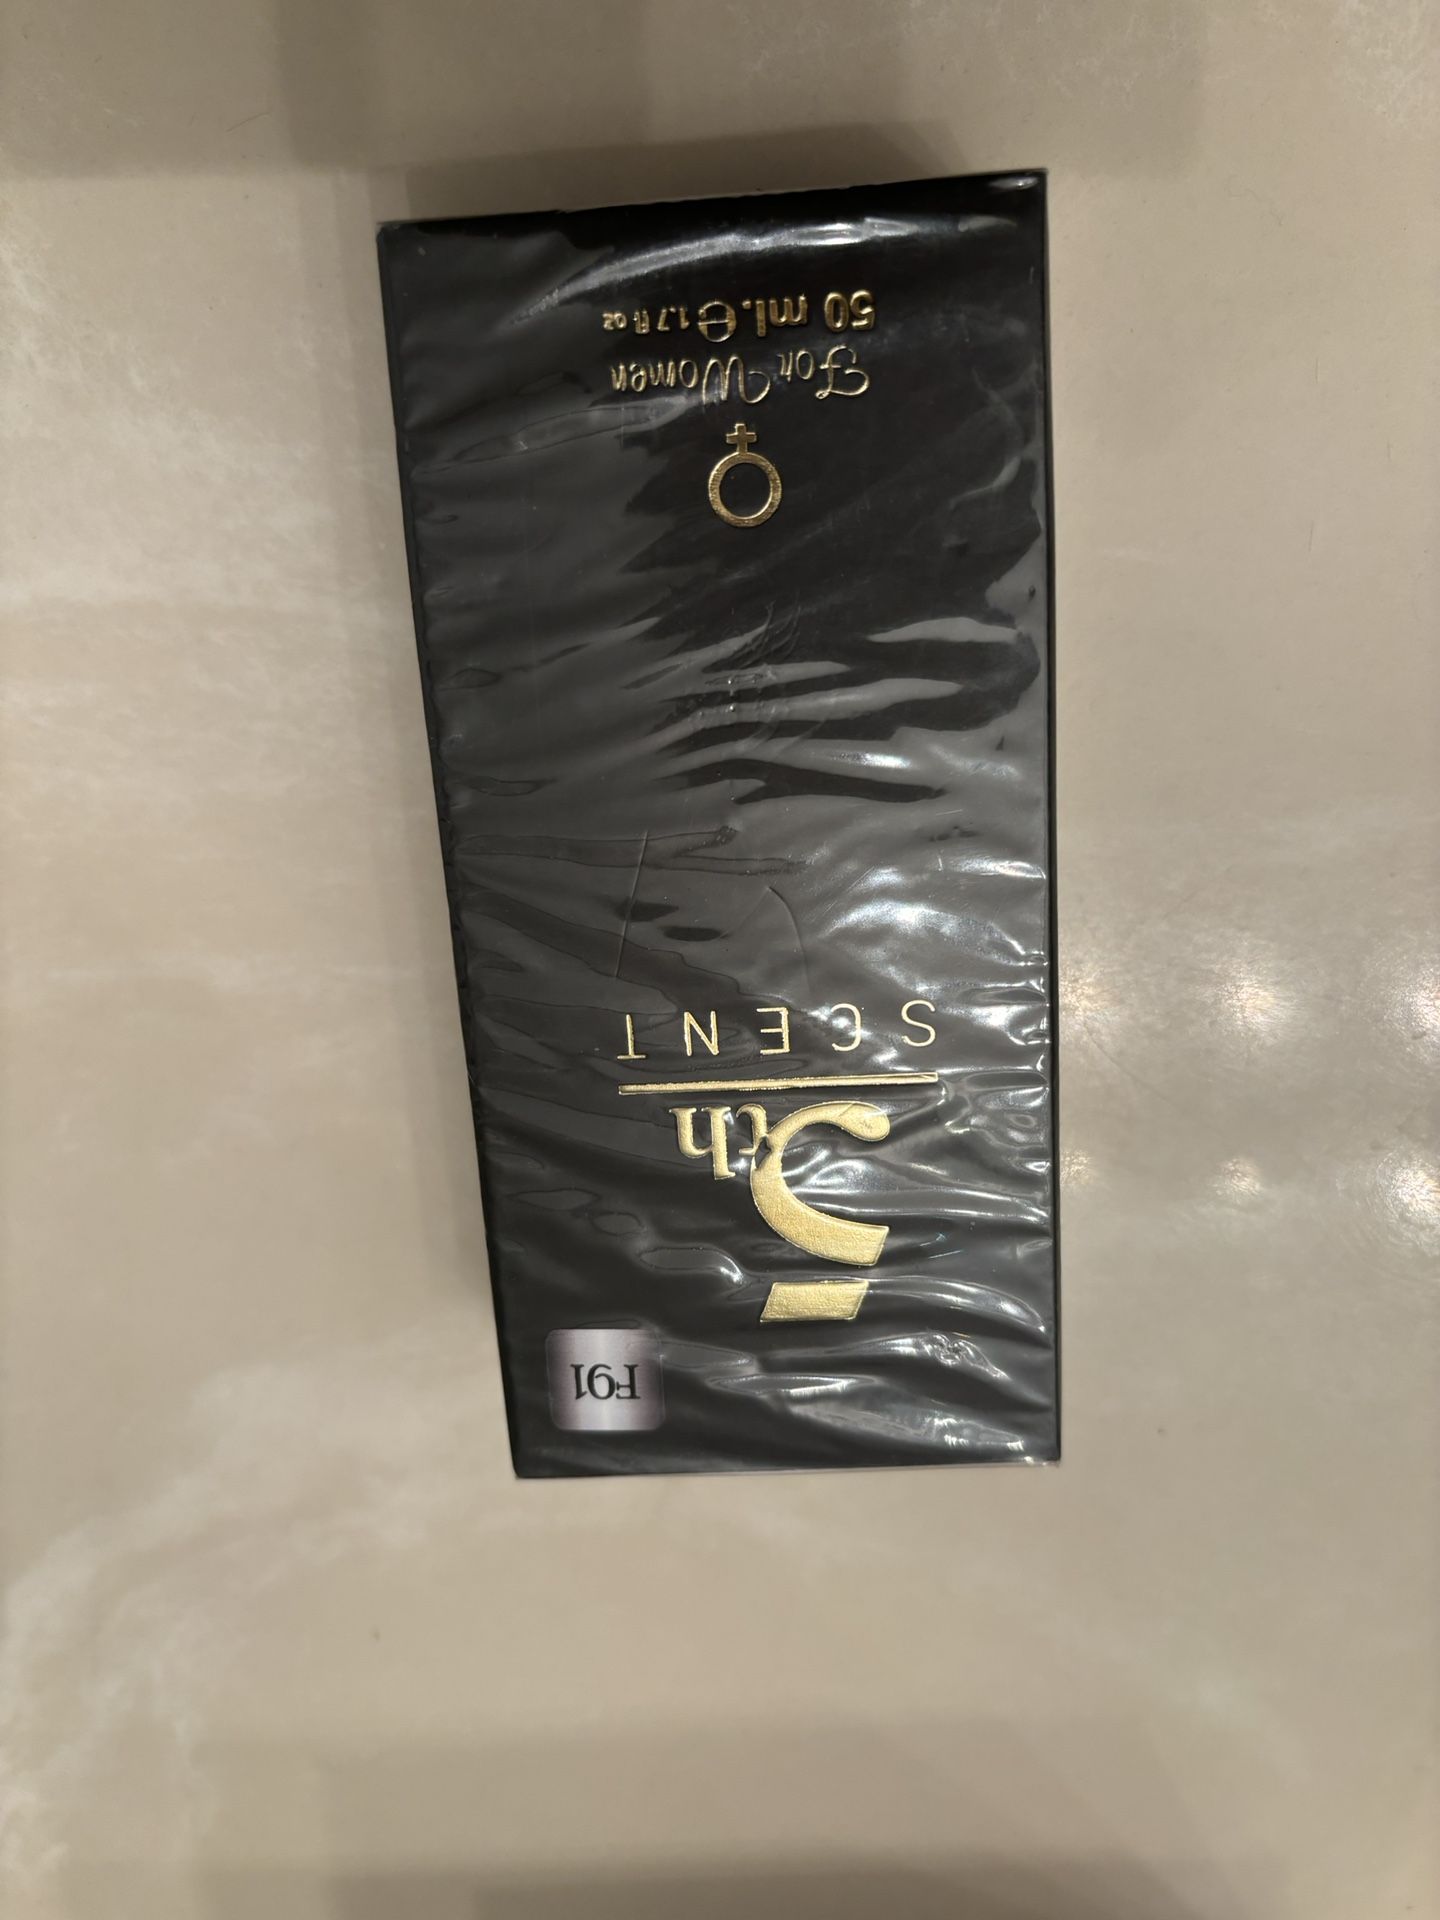 F91
5th
SCENT
For Women
50 ml. ℮ 1.7 fl oz